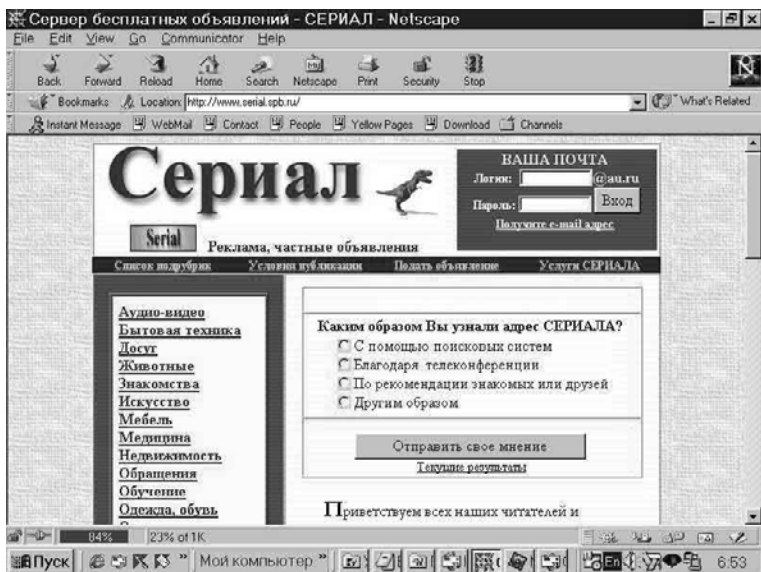 Сервер бесплатных объявлений - СЕРИАЛ - Netscape
File Edit View Go Communicator Help
Back Forward Reload Home Search Netscape Print Security Stop
Bookmarks Location: http://www.serial.spb.ru/ What's Related
Instant Message WebMail Contact People Yellow Pages Download Channels
Сериал
Serial
Реклама, частные объявления
ВАША ПОЧТА
Логин: @au.ru
Пароль: Вход
Получите e-mail адрес
Список подрубрик Условия публикации Подать объявление Услуги СЕРИАЛА
Аудио-видео
Бытовая техника
Досуг
Животные
Знакомства
Искусство
Мебель
Медицина
Недвижимость
Обращения
Обучение
Одежда, обувь
Каким образом Вы узнали адрес СЕРИАЛА?
С помощью поисковых систем
Благодаря телеконференции
По рекомендации знакомых или друзей
Другим образом
Отправить свое мнение
Текущие результаты
Приветствуем всех наших читателей и
84% 23% of 1K
Пуск Мой компьютер En 6:53